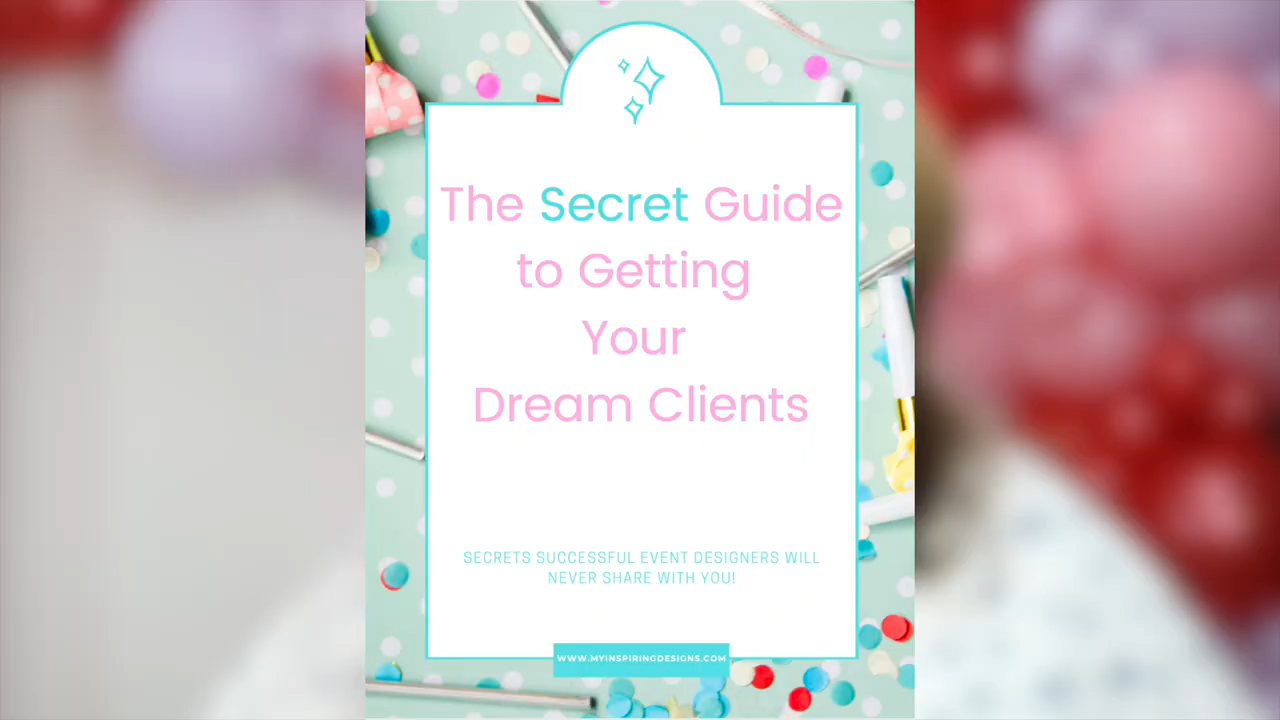 The Secret Guide
to Getting
Your
Dream Clients
SECRETS SUCCESSFUL EVENT DESIGNERS WILL
NEVER SHARE WITH YOU!
WWW.MYINSPIRINGDESIGNS.COM